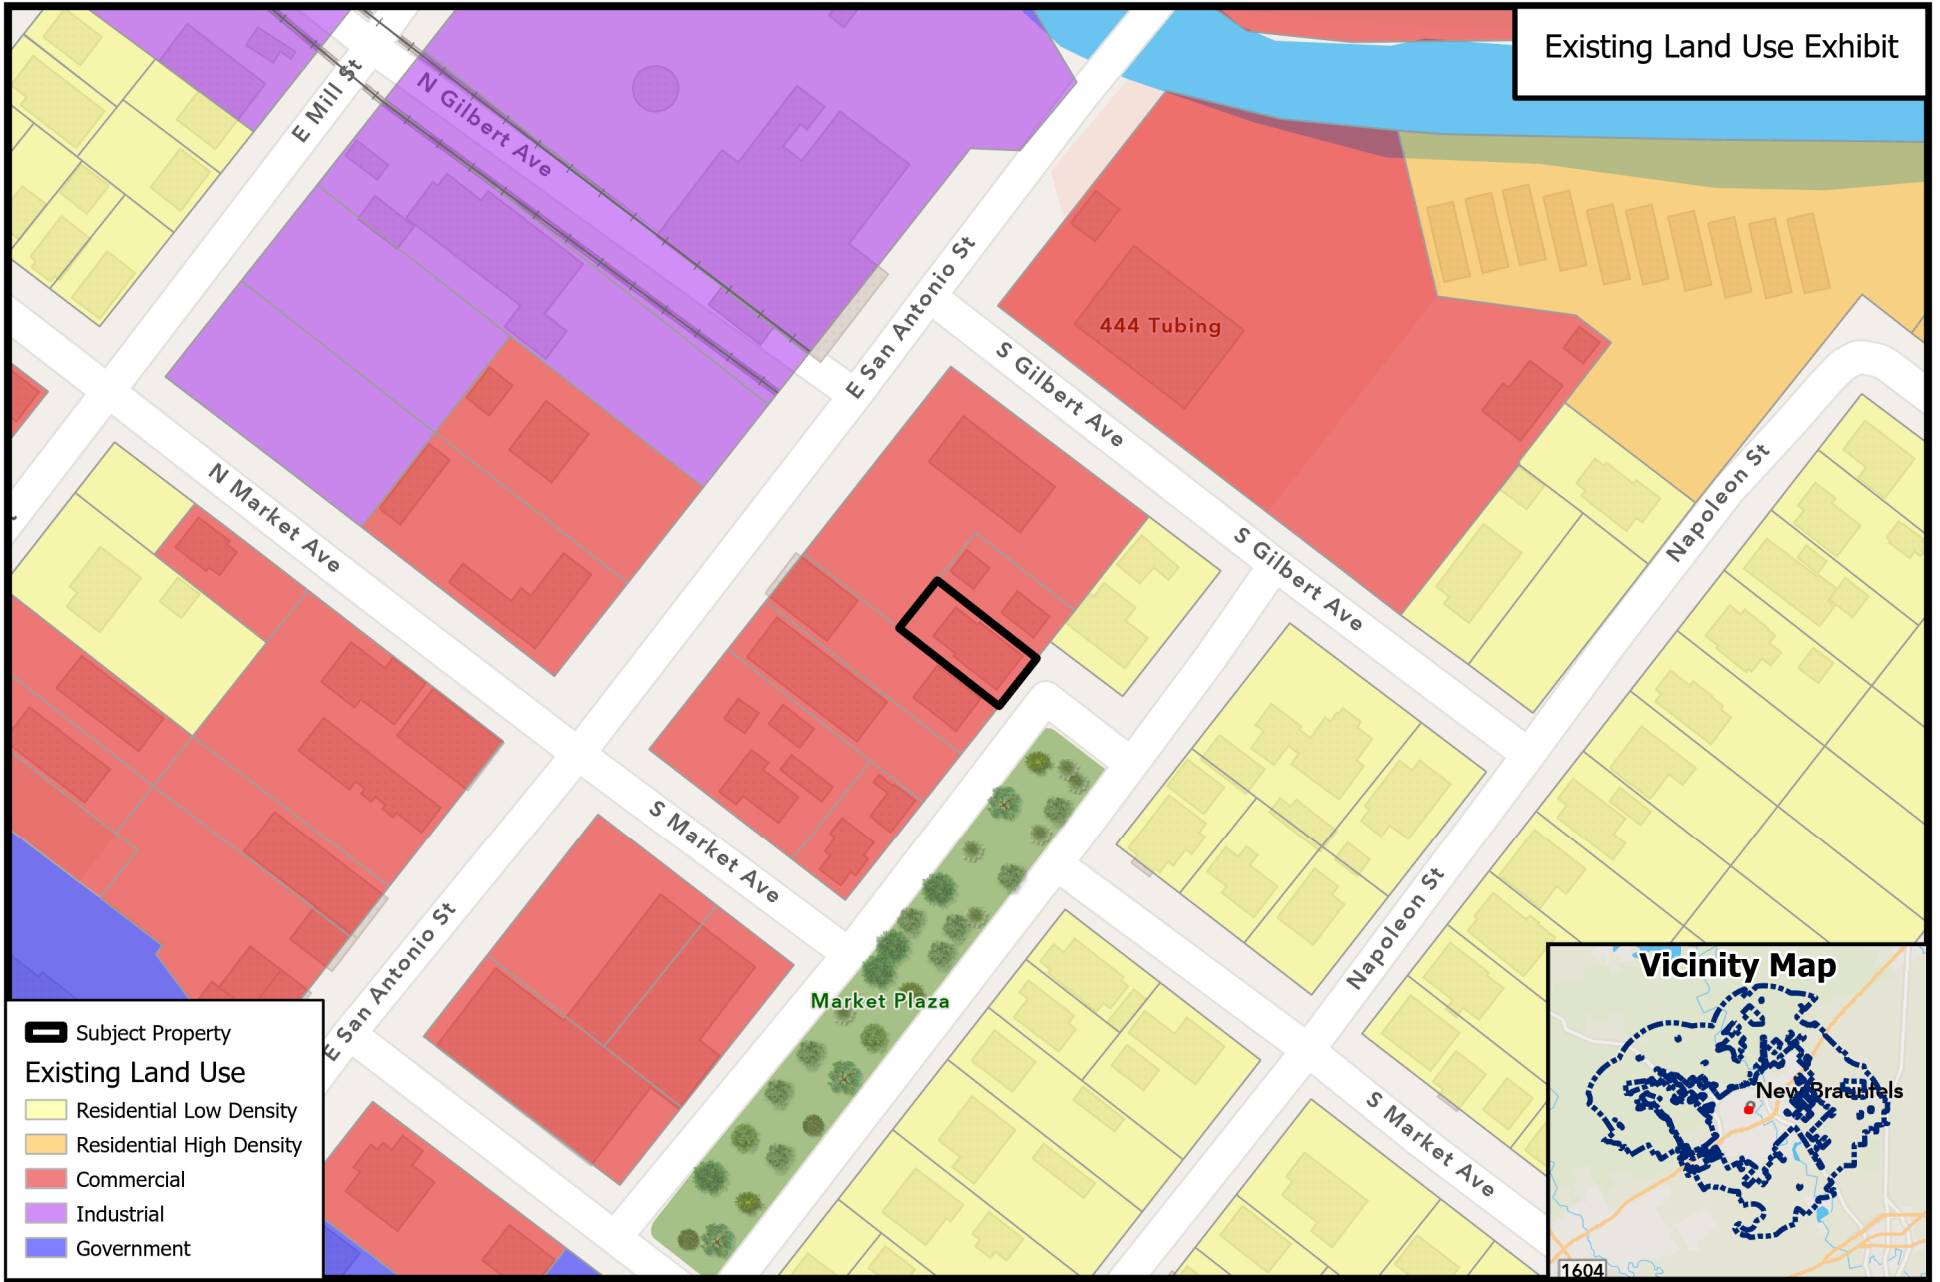 Existing Land Use Exhibit
E Mill St
N Gilbert Ave
E San Antonio St
444 Tubing
S Gilbert Ave
N Market Ave
S Gilbert Ave
Napoleon St
S Market Ave
Napoleon St
E San Antonio St
Market Plaza
S Market Ave
Subject Property
Existing Land Use
Residential Low Density
Residential High Density
Commercial
Industrial
Government
Vicinity Map
New Braunfels
1604